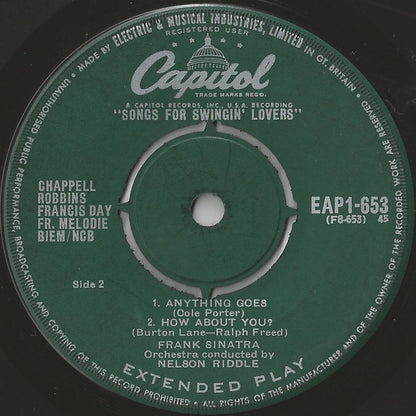 MADE BY ELECTRIC & MUSICAL INDUSTRIES, LIMITED IN GT. BRITAIN • ALL RIGHTS OF THE MANUFACTURER AND OF THE OWNER OF THE RECORDED WORK RESERVED
UNAUTHORISED PUBLIC PERFORMANCE, BROADCASTING AND COPYING OF THIS RECORD PROHIBITED
REGISTERED USER
Capitol
TRADE MARKS REGD.
A CAPITOL RECORDS, INC., U.S.A. RECORDING
"SONGS FOR SWINGIN' LOVERS"
CHAPPELL
ROBBINS
FRANCIS DAY
FR. MELODIE
BIEM/NCB
EAP1-653
(F8-653) 45
Side 2
1. ANYTHING GOES
(Cole Porter)
2. HOW ABOUT YOU?
(Burton Lane—Ralph Freed)
FRANK SINATRA
Orchestra conducted by
NELSON RIDDLE
EXTENDED PLAY